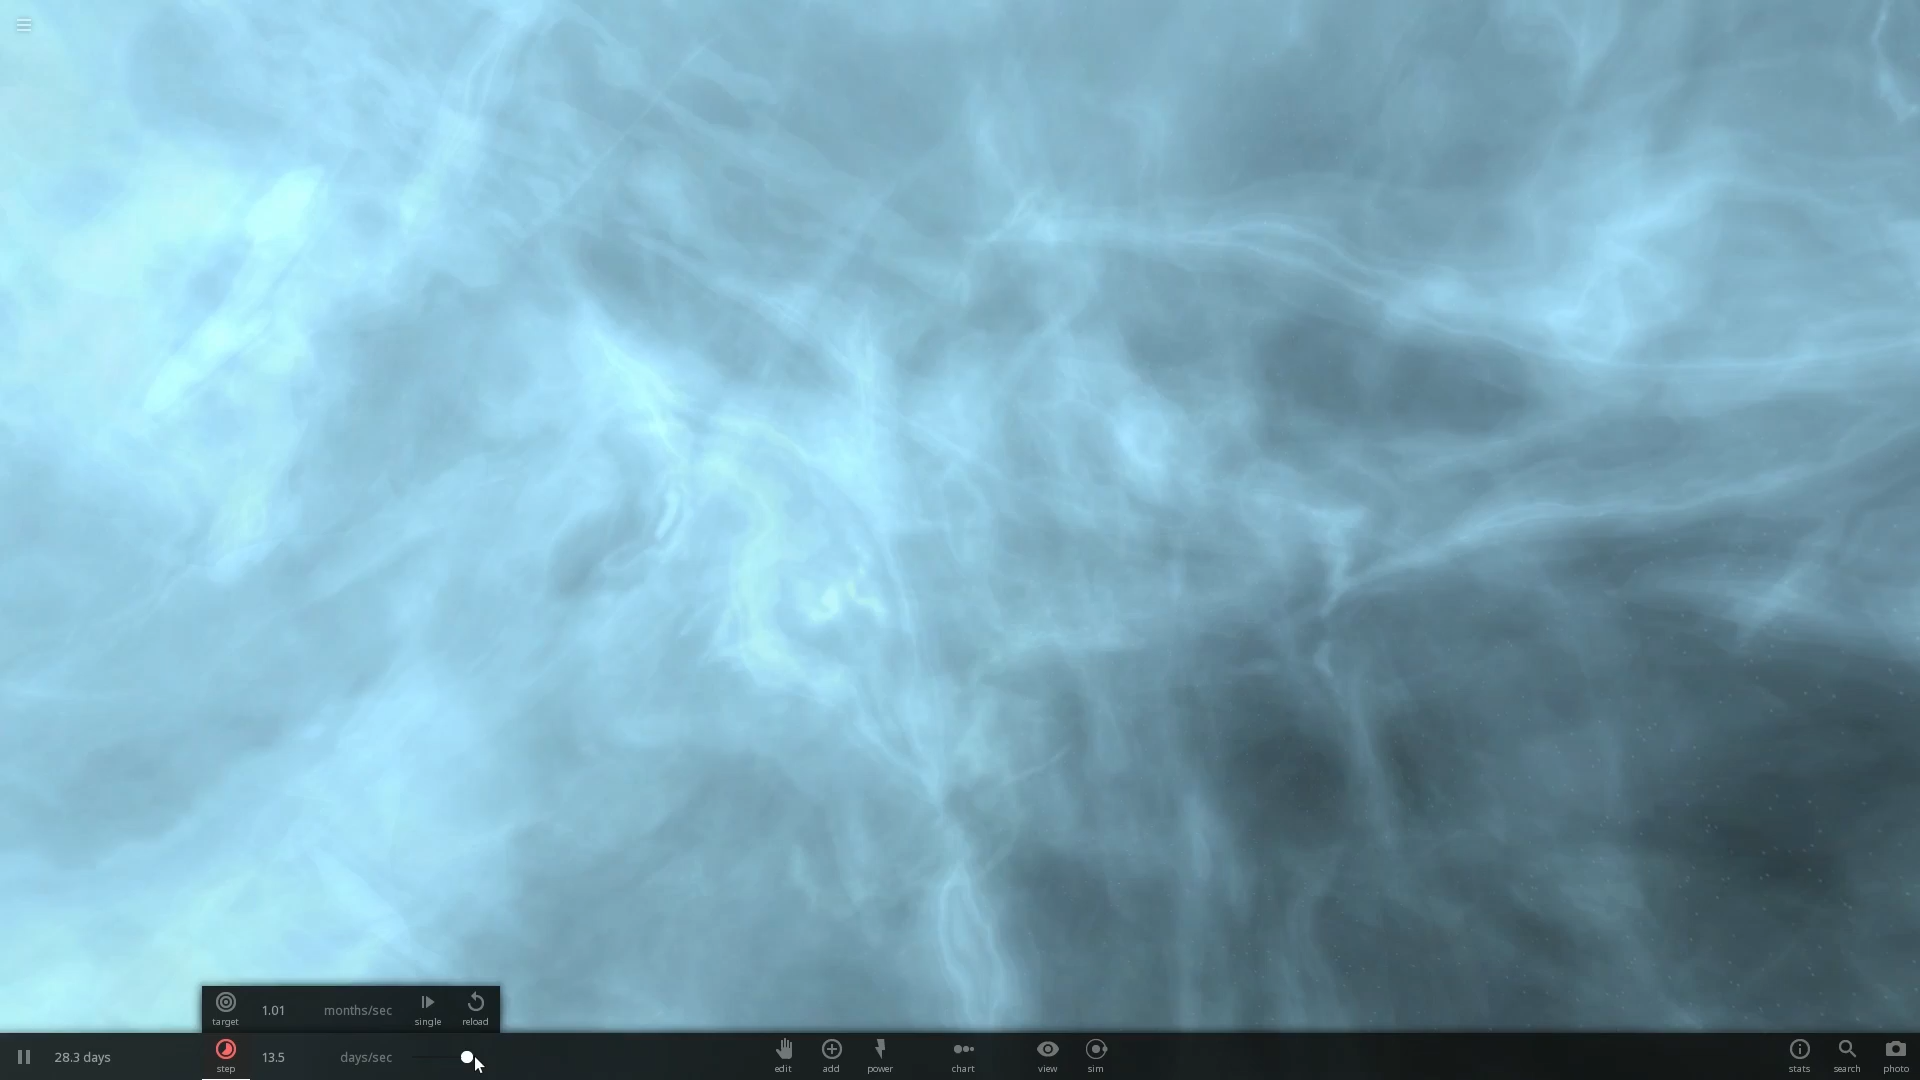 1.01 months/sec
target single reload
28.3 days 13.5 days/sec
step edit add power chart view sim stats search photo